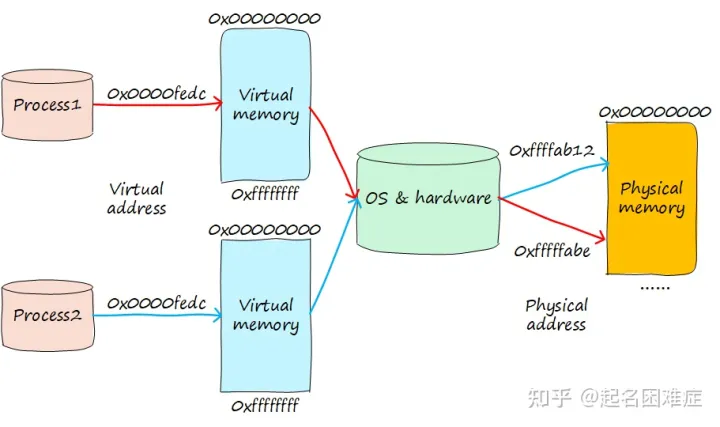 0x00000000
Process1
0x0000fedc
Virtual
memory
0xffffffff
Virtual
address
0x00000000
Process2
0x0000fedc
Virtual
memory
0xffffffff
OS & hardware
0x00000000
0xffffab12
Physical
memory
0xfffffabe
......
Physical
address
知乎 @起名困难症